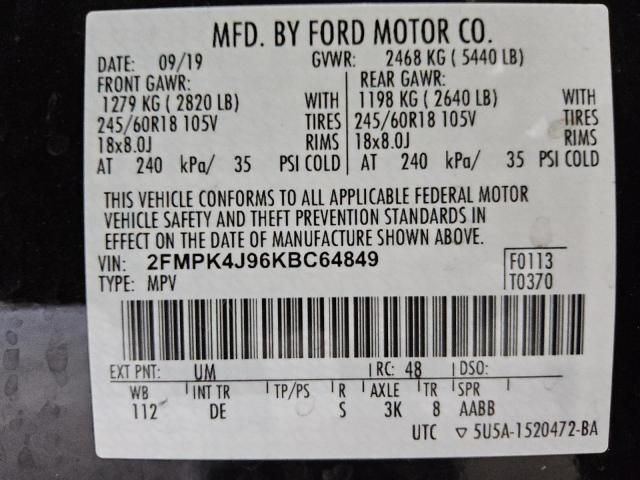 MFD. BY FORD MOTOR CO.
DATE: 09/19 GVWR: 2468 KG ( 5440 LB)
FRONT GAWR: REAR GAWR:
1279 KG ( 2820 LB) WITH 1198 KG ( 2640 LB) WITH
245/60R18 105V TIRES 245/60R18 105V TIRES
18x8.0J RIMS 18x8.0J RIMS
AT 240 kPa/ 35 PSI COLD AT 240 kPa/ 35 PSI COLD
THIS VEHICLE CONFORMS TO ALL APPLICABLE FEDERAL MOTOR
VEHICLE SAFETY AND THEFT PREVENTION STANDARDS IN
EFFECT ON THE DATE OF MANUFACTURE SHOWN ABOVE.
VIN: 2FMPK4J96KBC64849 F0113
TYPE: MPV T0370
EXT PNT: UM RC: 48 DSO:
WB INT TR TP/PS R AXLE TR SPR
112 DE S 3K 8 AABB
UTC ▽ 5U5A-1520472-BA